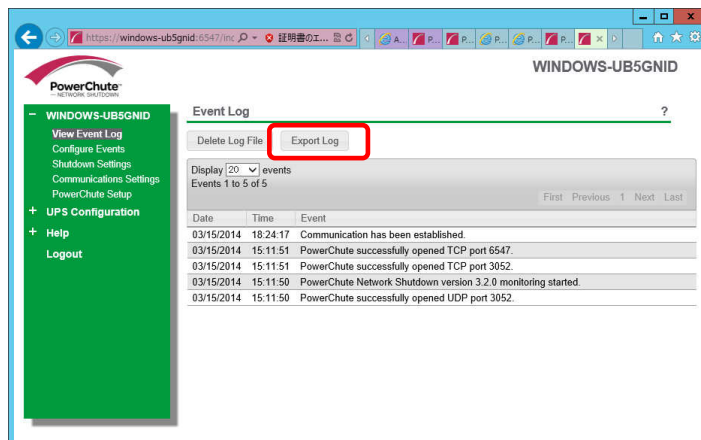 https://windows-ub5gnid:6547/inc
証明書のエ...
A...
P...
P...
P...
P...
P...
WINDOWS-UB5GNID
PowerChute
NETWORK SHUTDOWN
WINDOWS-UB5GNID
View Event Log
Configure Events
Shutdown Settings
Communications Settings
PowerChute Setup
UPS Configuration
Help
Logout
Event Log
?
Delete Log File
Export Log
Display 20 events
Events 1 to 5 of 5
First Previous 1 Next Last
Date Time Event
03/15/2014 18:24:17 Communication has been established.
03/15/2014 15:11:51 PowerChute successfully opened TCP port 6547.
03/15/2014 15:11:51 PowerChute successfully opened TCP port 3052.
03/15/2014 15:11:50 PowerChute Network Shutdown version 3.2.0 monitoring started.
03/15/2014 15:11:50 PowerChute successfully opened UDP port 3052.